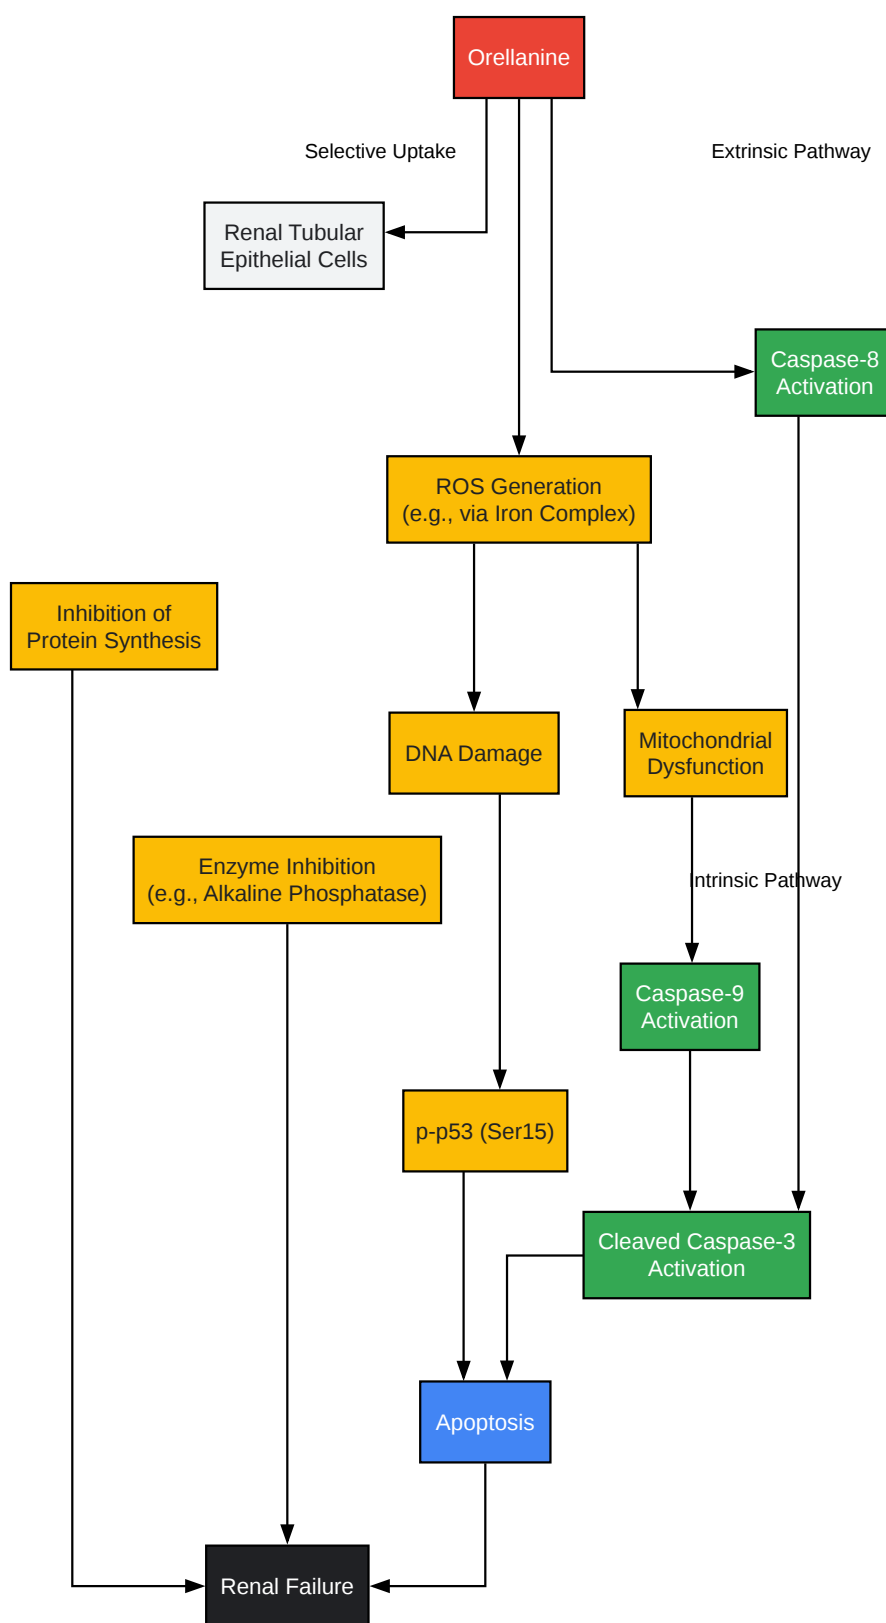 Orellanine
Selective Uptake
Extrinsic Pathway
Renal Tubular
Epithelial Cells
Caspase-8
Activation
ROS Generation
(e.g., via Iron Complex)
Inhibition of
Protein Synthesis
DNA Damage
Mitochondrial
Dysfunction
Enzyme Inhibition
(e.g., Alkaline Phosphatase)
Intrinsic Pathway
Caspase-9
Activation
p-p53 (Ser15)
Cleaved Caspase-3
Activation
Apoptosis
Renal Failure